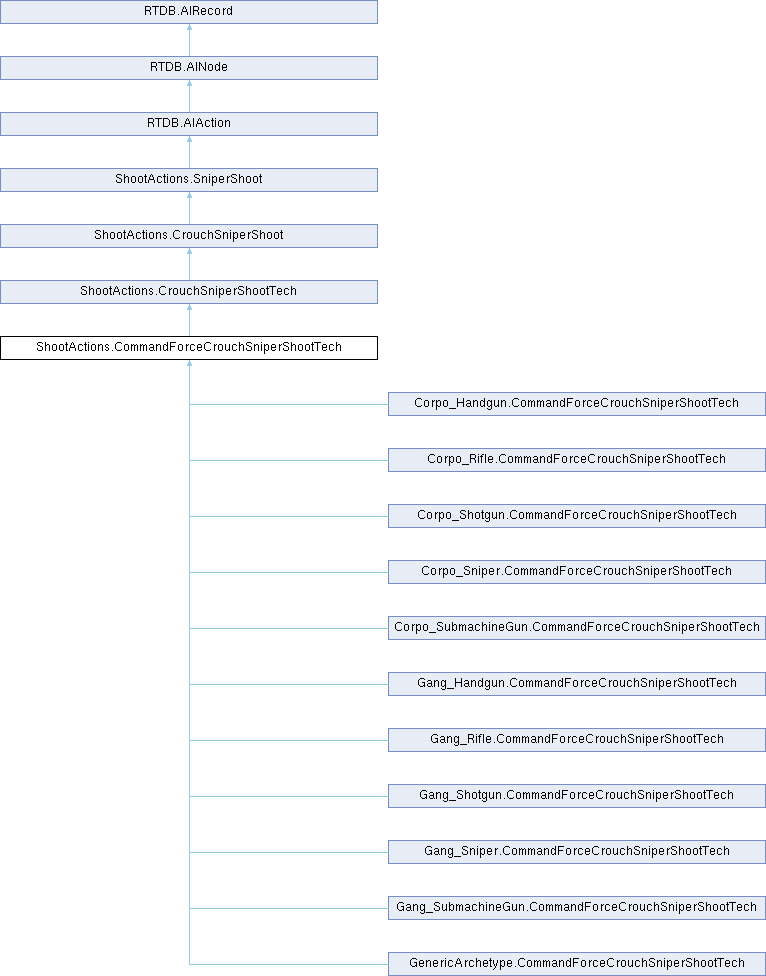 RTDB.AIRecord
RTDB.AINode
RTDB.AIAction
ShootActions.SniperShoot
ShootActions.CrouchSniperShoot
ShootActions.CrouchSniperShootTech
ShootActions.CommandForceCrouchSniperShootTech
Corpo_Handgun.CommandForceCrouchSniperShootTech
Corpo_Rifle.CommandForceCrouchSniperShootTech
Corpo_Shotgun.CommandForceCrouchSniperShootTech
Corpo_Sniper.CommandForceCrouchSniperShootTech
Corpo_SubmachineGun.CommandForceCrouchSniperShootTech
Gang_Handgun.CommandForceCrouchSniperShootTech
Gang_Rifle.CommandForceCrouchSniperShootTech
Gang_Shotgun.CommandForceCrouchSniperShootTech
Gang_Sniper.CommandForceCrouchSniperShootTech
Gang_SubmachineGun.CommandForceCrouchSniperShootTech
GenericArchetype.CommandForceCrouchSniperShootTech